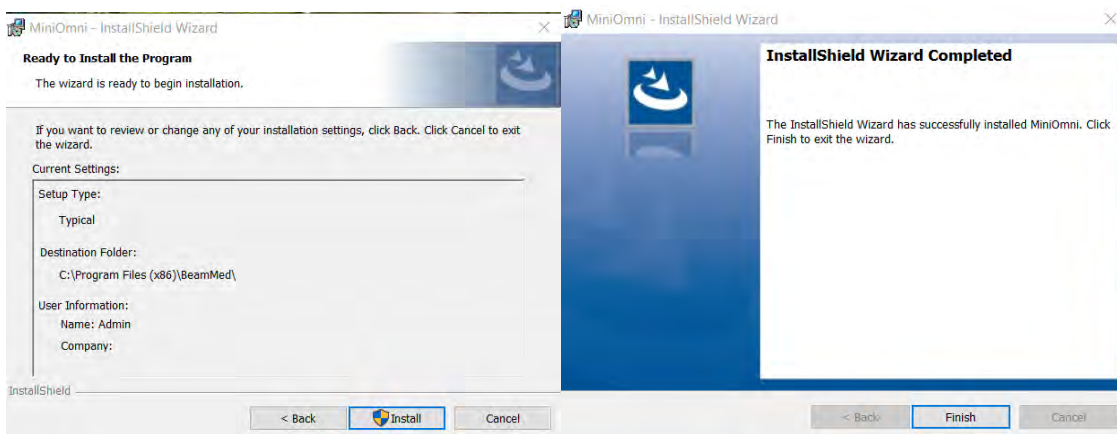 MiniOmni - InstallShield Wizard
Ready to Install the Program
The wizard is ready to begin installation.
If you want to review or change any of your installation settings, click Back. Click Cancel to exit
the wizard.
Current Settings:
Setup Type:
Typical
Destination Folder:
C:\Program Files (x86)\BeamMed\
User Information:
Name: Admin
Company:
InstallShield
< Back
Install
Cancel
MiniOmni - InstallShield Wizard
InstallShield Wizard Completed
The InstallShield Wizard has successfully installed MiniOmni. Click
Finish to exit the wizard.
< Back
Finish
Cancel